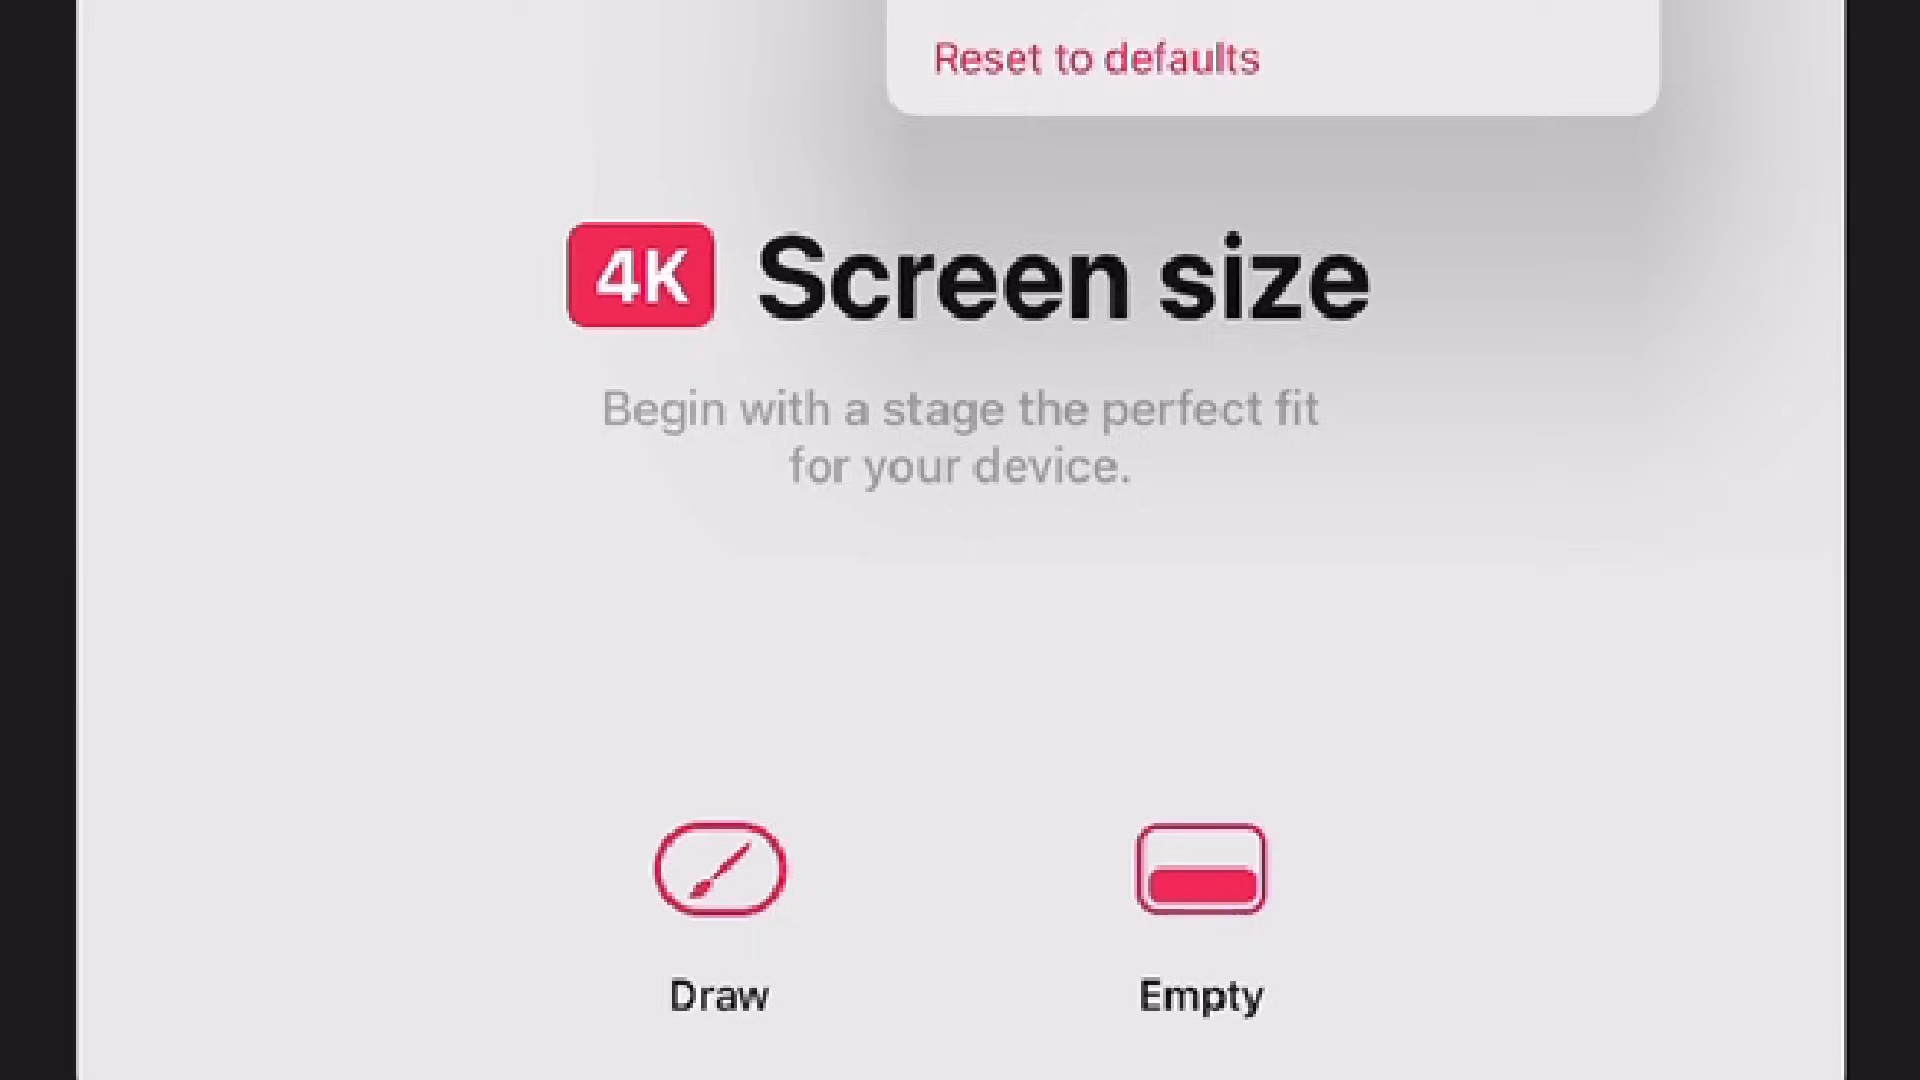 Reset to defaults
4K Screen size
Begin with a stage the perfect fit
for your device.
Draw Empty